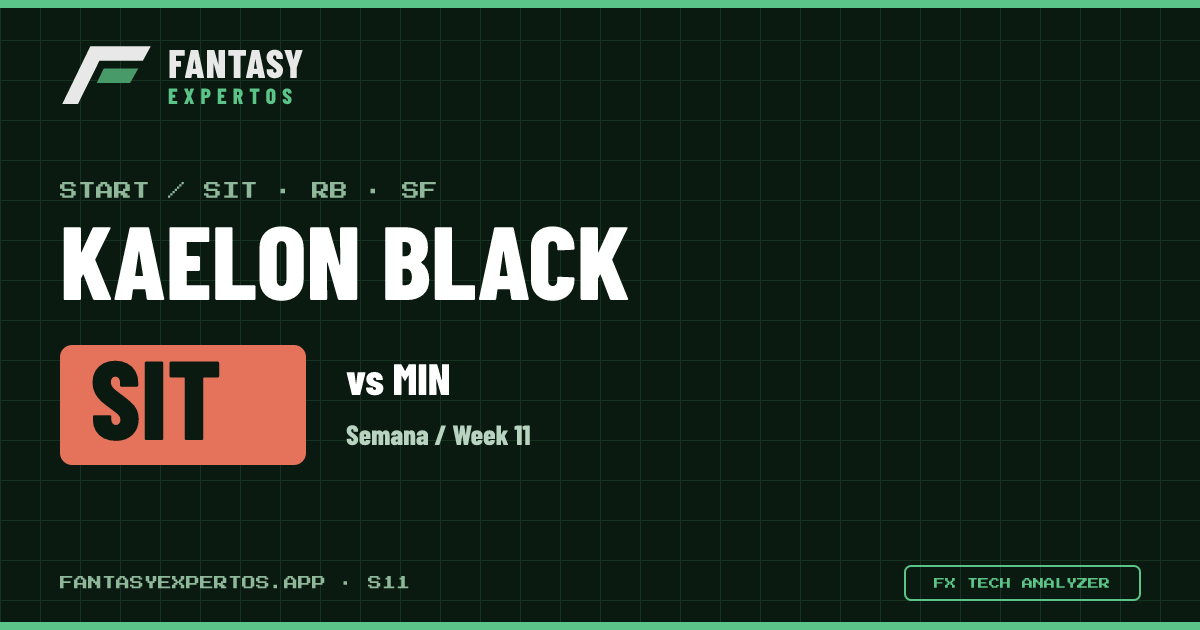 FANTASY
EXPERTOS
START / SIT · RB · SF
KAELON BLACK
SIT
vs MIN
Semana / Week 11
FANTASYEXPERTOS.APP · S11
FX TECH ANALYZER